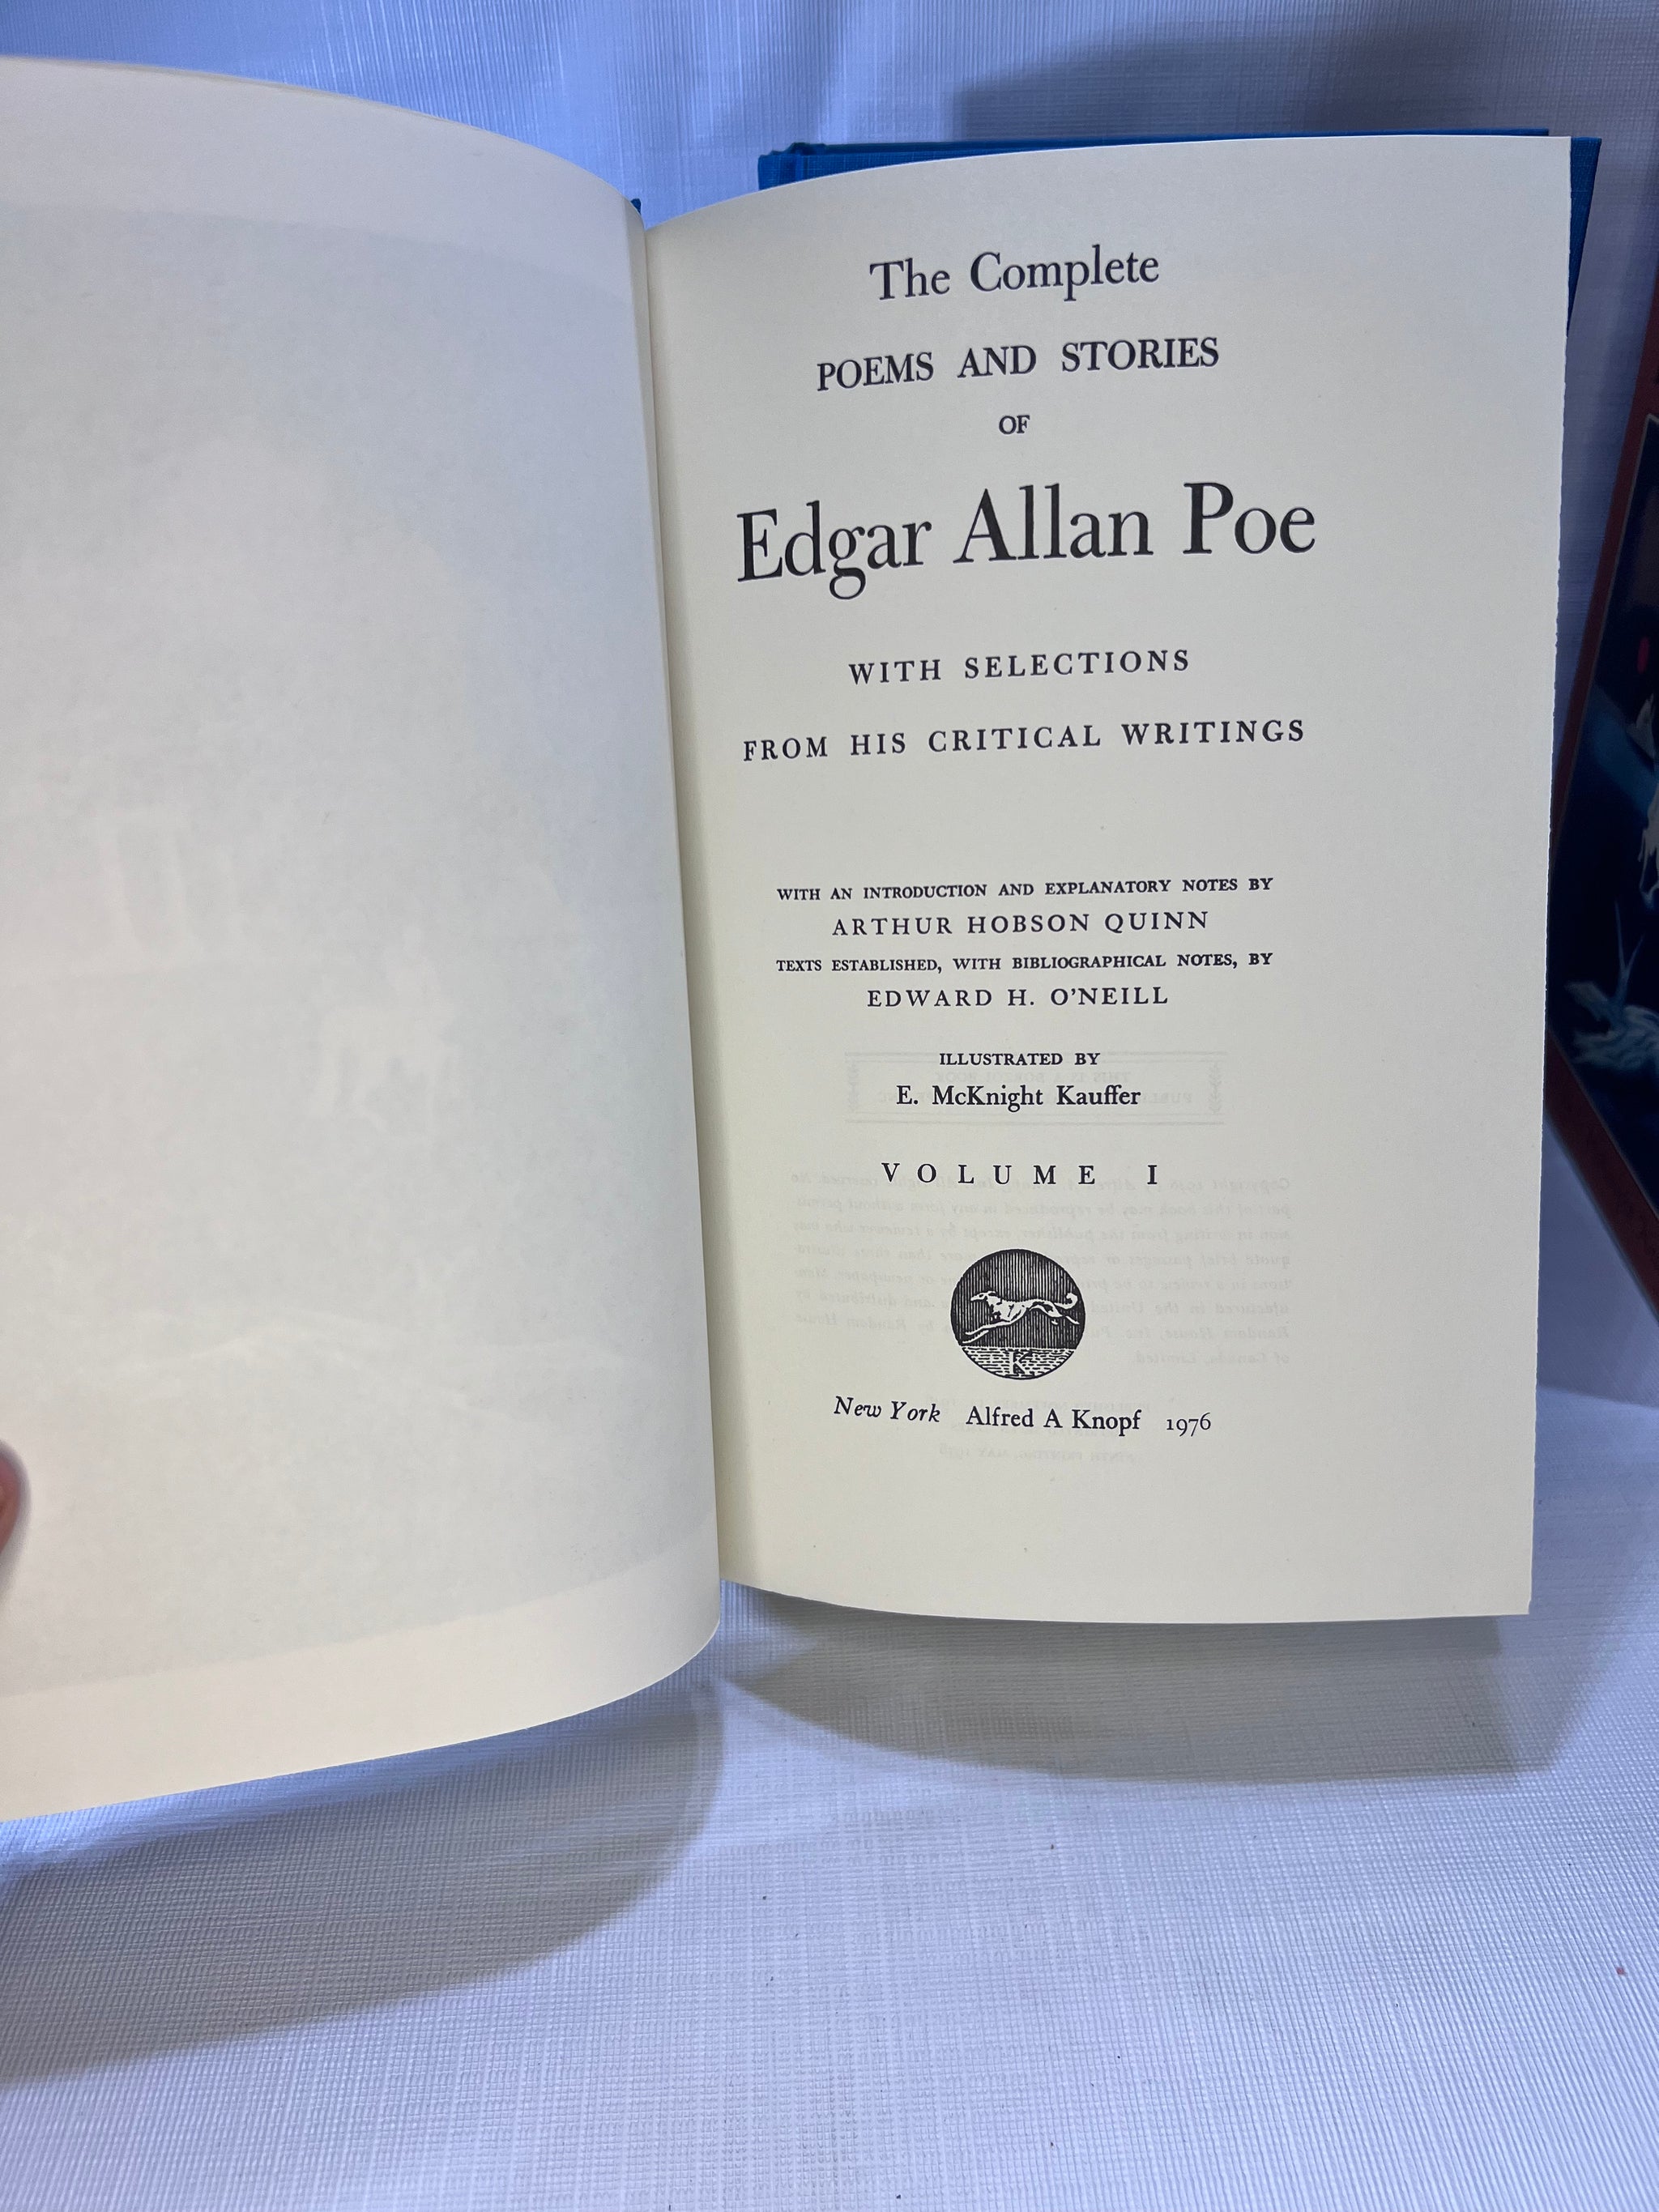 The Complete
POEMS AND STORIES
OF
Edgar Allan Poe
WITH SELECTIONS
FROM HIS CRITICAL WRITINGS
WITH AN INTRODUCTION AND EXPLANATORY NOTES BY
ARTHUR HOBSON QUINN
TEXTS ESTABLISHED, WITH BIBLIOGRAPHICAL NOTES, BY
EDWARD H. O'NEILL
ILLUSTRATED BY
E. McKnight Kauffer
VOLUME I
K
New York Alfred A Knopf 1976